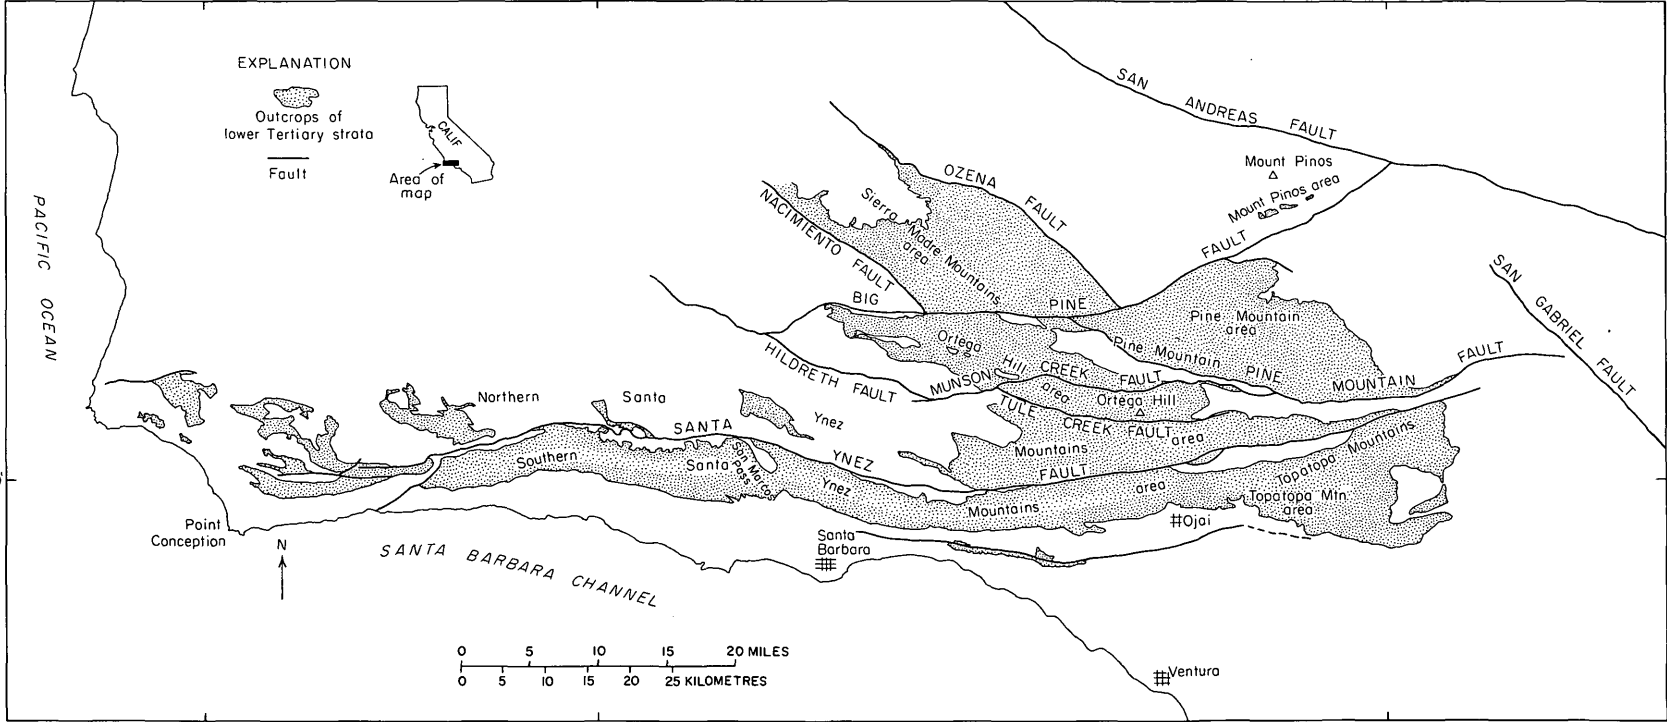 EXPLANATION
Outcrops of
lower Tertiary strata
Fault
CALIF
Area of
map
PACIFIC OCEAN
SAN ANDREAS FAULT
Mount Pinos
Mount Pinos area
OZENA FAULT
Sierra Madre Mountains
area
NACIMIENTO FAULT
BIG PINE FAULT
SAN GABRIEL FAULT
Pine Mountain
area
Ortega Hill area
Pine Mountain
HILDRETH FAULT
MUNSON CREEK FAULT
PINE MOUNTAIN FAULT
Ortega Hill
TULE CREEK FAULT
Northern Santa Ynez Mountains area
SANTA YNEZ FAULT
San Marcos
Pass
Southern Santa Ynez Mountains area
Topatopa Mountains
Topatopa Mtn
area
Ojai
Point
Conception
N
SANTA BARBARA CHANNEL
Santa
Barbara
Ventura
0 5 10 15 20 MILES
0 5 10 15 20 25 KILOMETRES